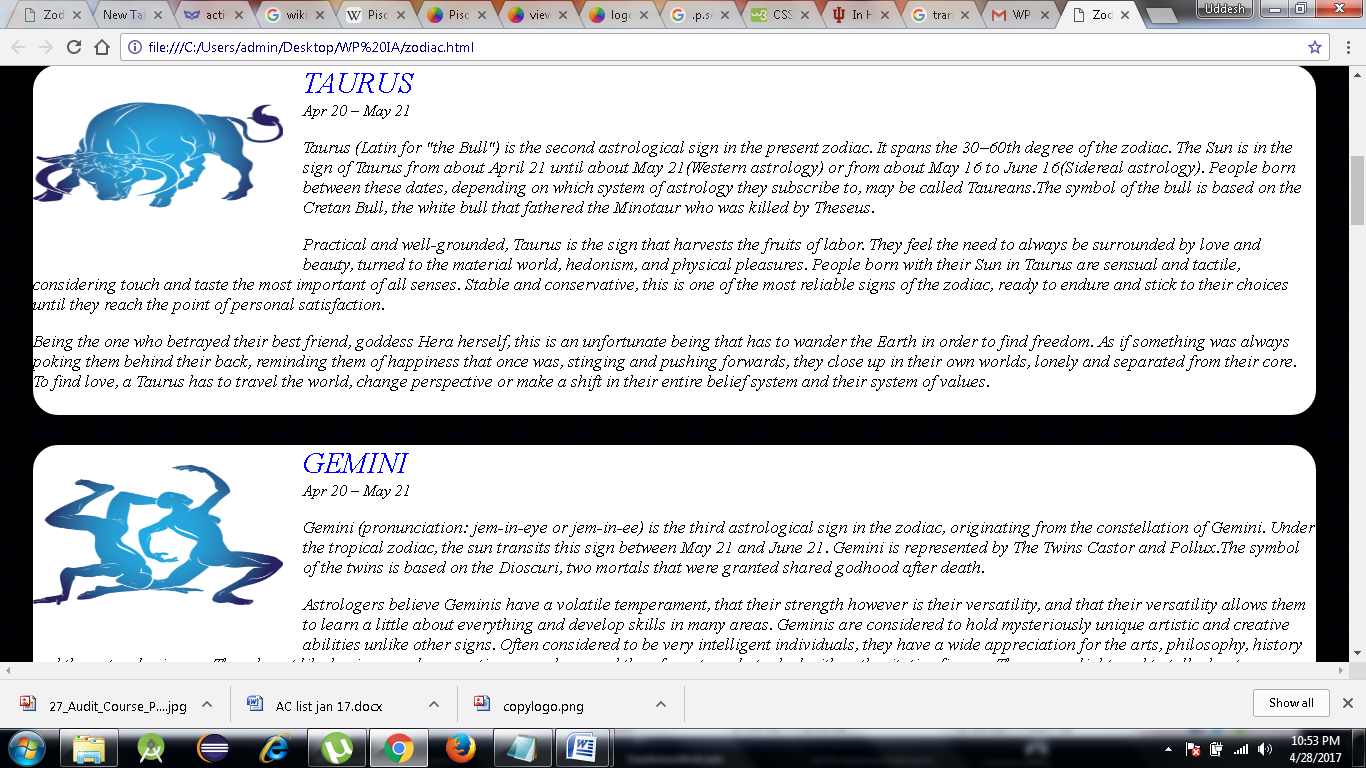 Zod
New Tal
acti
wiki
Pisc
Pisc
view
logo
.p.se
CSS
In H
tran
WP
Zod
Uddesh
file:///C:/Users/admin/Desktop/WP%20IA/zodiac.html
TAURUS
Apr 20 – May 21
Taurus (Latin for "the Bull") is the second astrological sign in the present zodiac. It spans the 30–60th degree of the zodiac. The Sun is in the
sign of Taurus from about April 21 until about May 21(Western astrology) or from about May 16 to June 16(Sidereal astrology). People born
between these dates, depending on which system of astrology they subscribe to, may be called Taureans.The symbol of the bull is based on the
Cretan Bull, the white bull that fathered the Minotaur who was killed by Theseus.
Practical and well-grounded, Taurus is the sign that harvests the fruits of labor. They feel the need to always be surrounded by love and
beauty, turned to the material world, hedonism, and physical pleasures. People born with their Sun in Taurus are sensual and tactile,
considering touch and taste the most important of all senses. Stable and conservative, this is one of the most reliable signs of the zodiac, ready to endure and stick to their choices
until they reach the point of personal satisfaction.
Being the one who betrayed their best friend, goddess Hera herself, this is an unfortunate being that has to wander the Earth in order to find freedom. As if something was always
poking them behind their back, reminding them of happiness that once was, stinging and pushing forwards, they close up in their own worlds, lonely and separated from their core.
To find love, a Taurus has to travel the world, change perspective or make a shift in their entire belief system and their system of values.
GEMINI
Apr 20 – May 21
Gemini (pronunciation: jem-in-eye or jem-in-ee) is the third astrological sign in the zodiac, originating from the constellation of Gemini. Under
the tropical zodiac, the sun transits this sign between May 21 and June 21. Gemini is represented by The Twins Castor and Pollux.The symbol
of the twins is based on the Dioscuri, two mortals that were granted shared godhood after death.
Astrologers believe Geminis have a volatile temperament, that their strength however is their versatility, and that their versatility allows them
to learn a little about everything and develop skills in many areas. Geminis are considered to hold mysteriously unique artistic and creative
abilities unlike other signs. Often considered to be very intelligent individuals, they have a wide appreciation for the arts, philosophy, history
27_Audit_Course_P....jpg
AC list jan 17.docx
copylogo.png
Show all
10:53 PM
4/28/2017